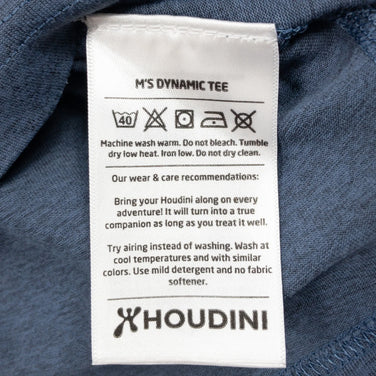 M'S DYNAMIC TEE
40
Machine wash warm. Do not bleach. Tumble
dry low heat. Iron low. Do not dry clean.
Our wear & care recommendations:
Bring your Houdini along on every
adventure! It will turn into a true
companion as long as you treat it well.
Try airing instead of washing. Wash at
cool temperatures and with similar
colors. Use mild detergent and no fabric
softener.
HOUDINI